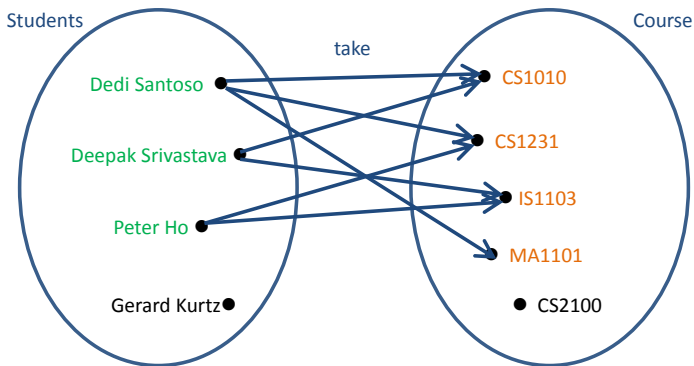 Students
Course
take
Dedi Santoso
CS1010
Deepak Srivastava
CS1231
Peter Ho
IS1103
MA1101
Gerard Kurtz
CS2100